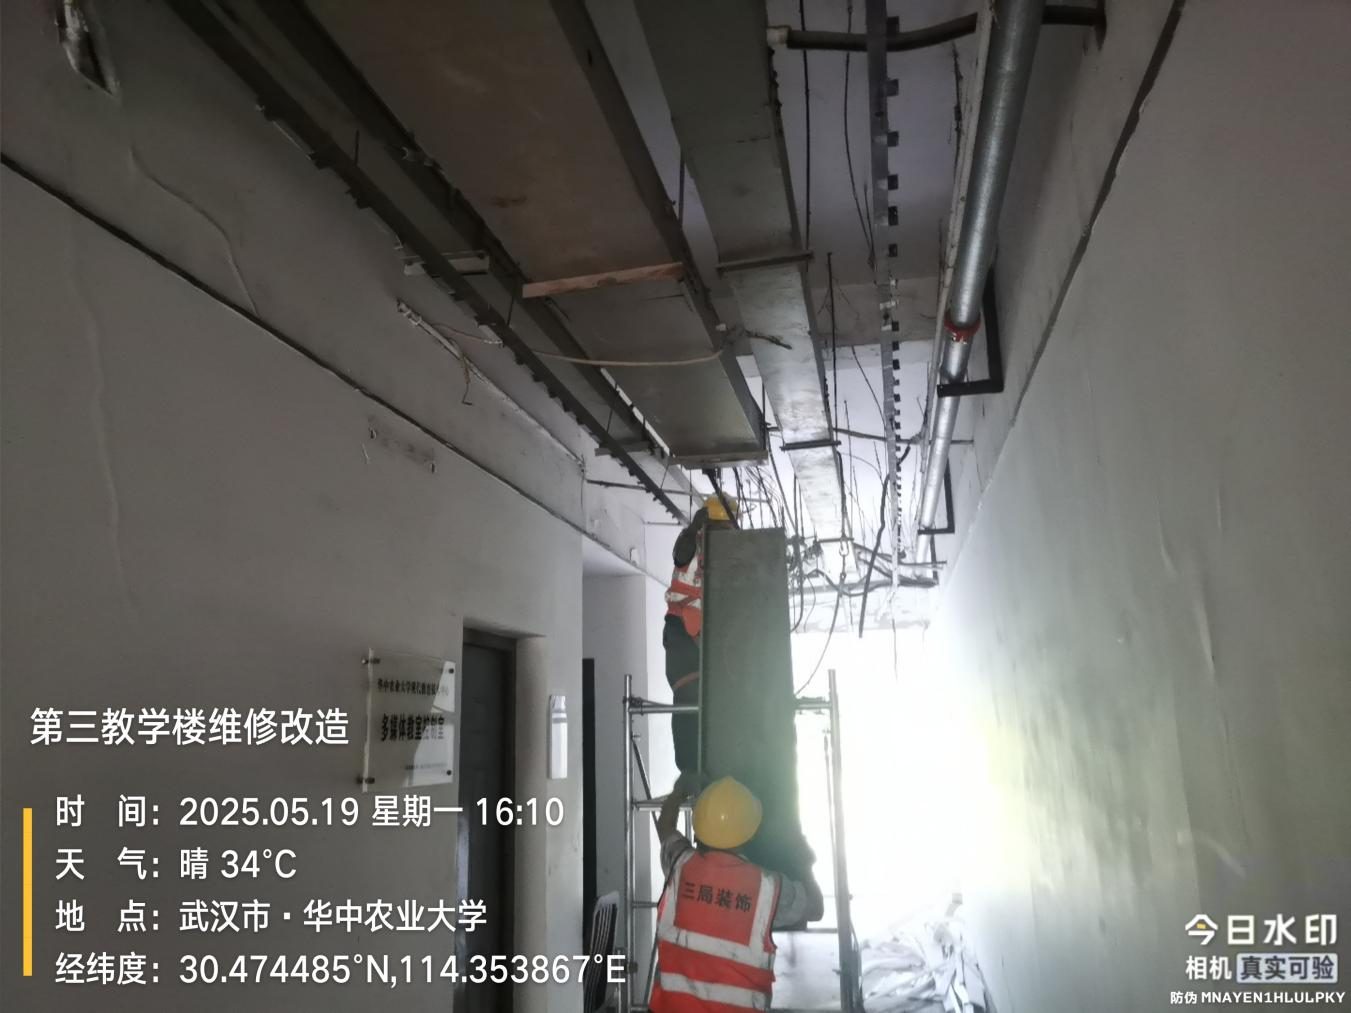 多媒体教室控制室
三局装饰
第三教学楼维修改造
时 间：2025.05.19 星期一 16:10
天 气：晴 34°C
地 点：武汉市·华中农业大学
经纬度：30.474485°N,114.353867°E
今日水印
相机 真实可验
防伪 MNAYEN1HLULPKY